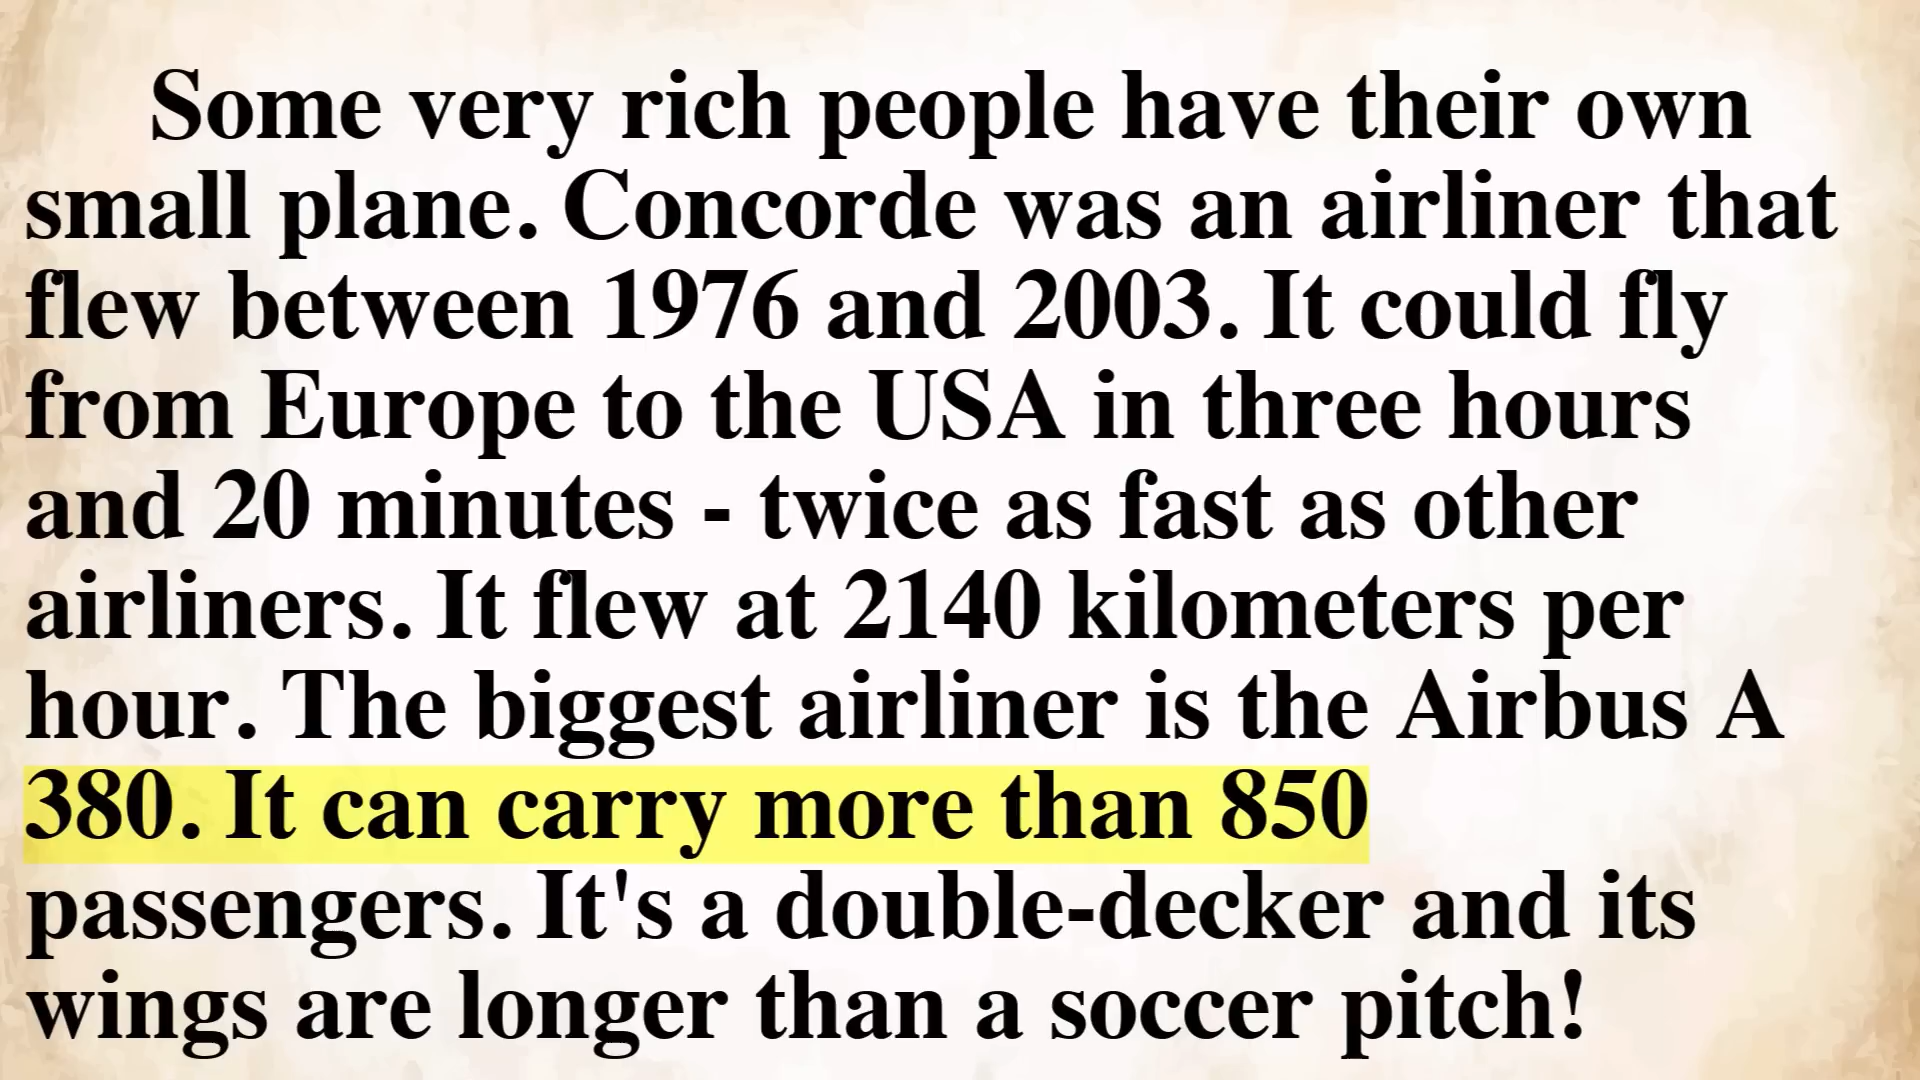 Some very rich people have their own
small plane. Concorde was an airliner that
flew between 1976 and 2003. It could fly
from Europe to the USA in three hours
and 20 minutes - twice as fast as other
airliners. It flew at 2140 kilometers per
hour. The biggest airliner is the Airbus A
380. It can carry more than 850
passengers. It's a double-decker and its
wings are longer than a soccer pitch!